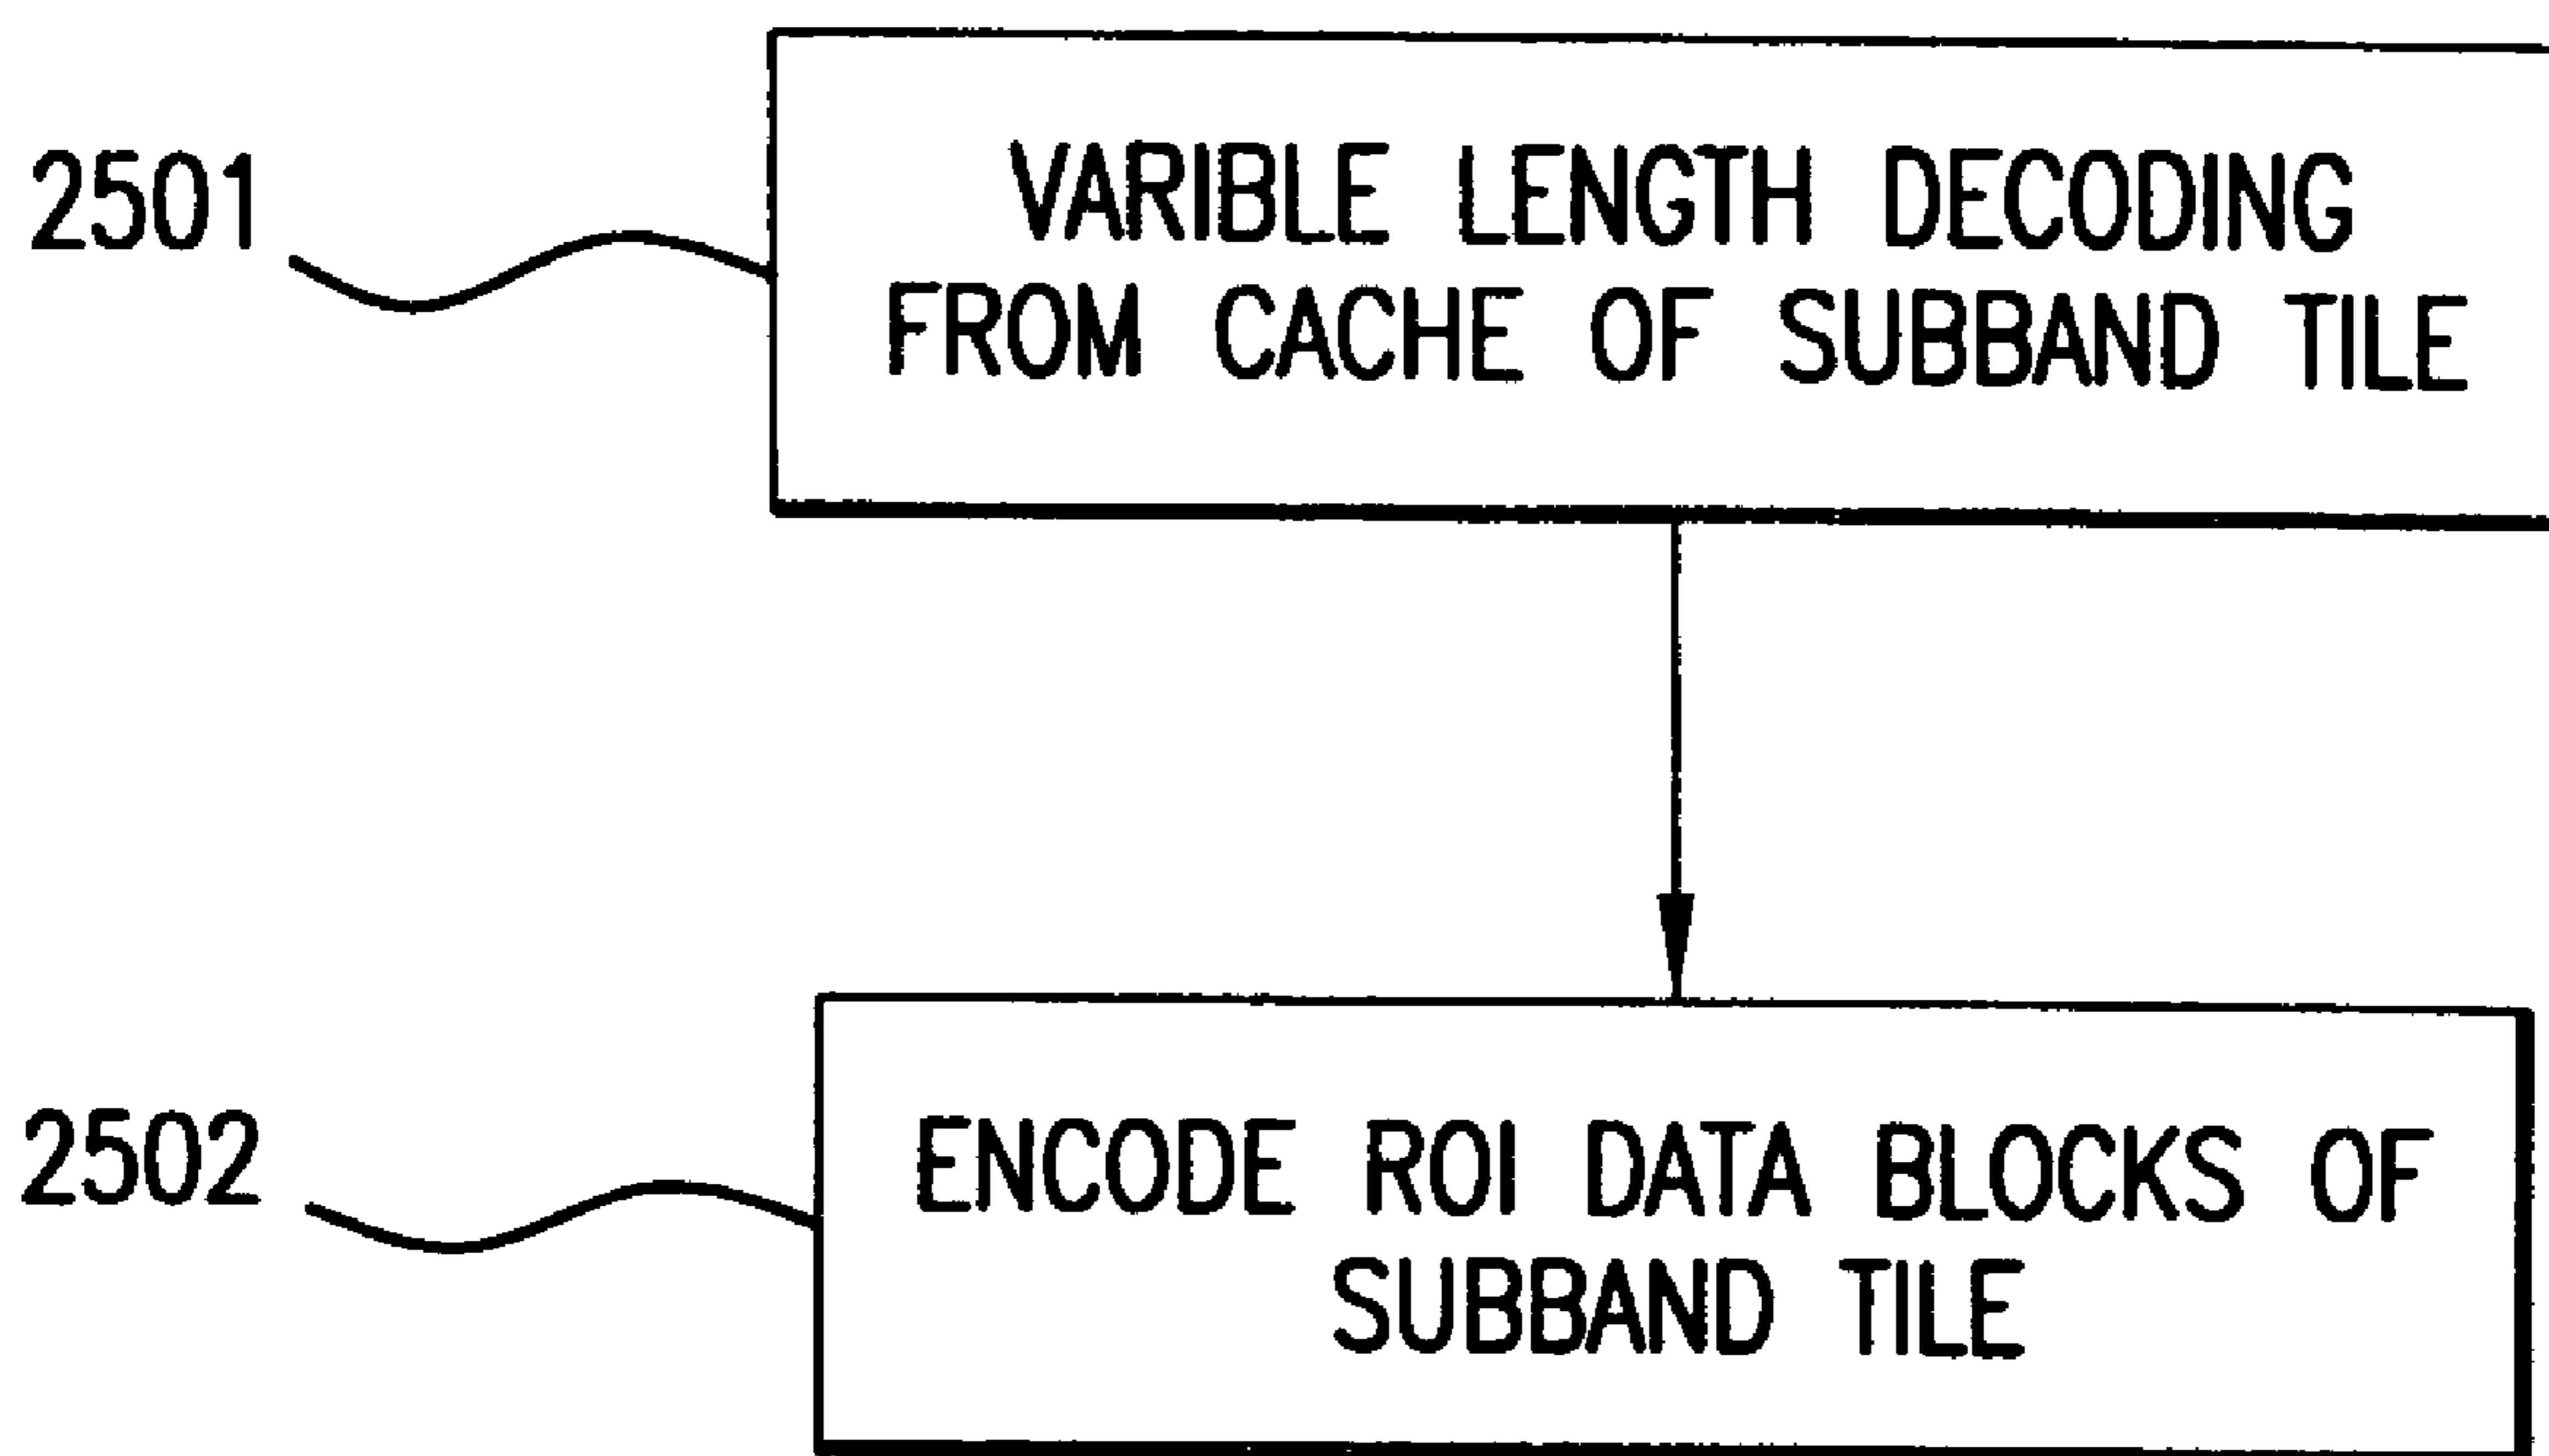 2501
VARIBLE LENGTH DECODING
FROM CACHE OF SUBBAND TILE
2502
ENCODE ROI DATA BLOCKS OF
SUBBAND TILE